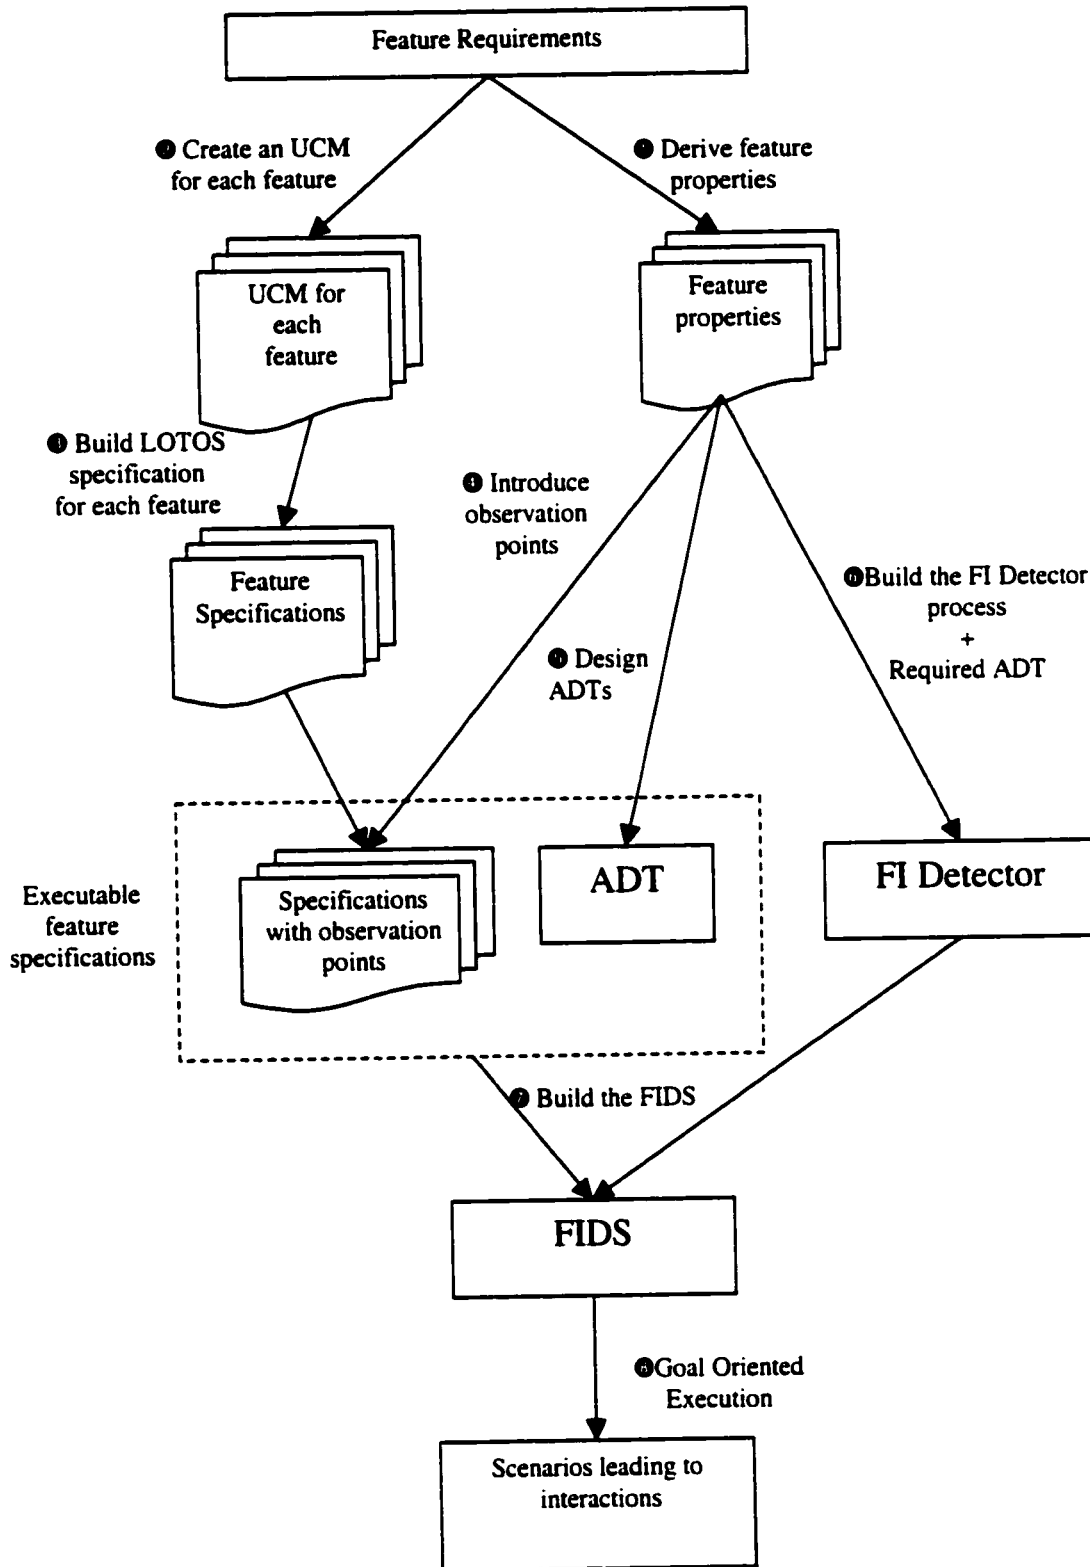 Feature Requirements
Create an UCM
for each feature
Derive feature
properties
UCM for
each
feature
Feature
properties
Build LOTOS
specification
for each feature
Introduce
observation
points
Feature
Specifications
Build the FI Detector
process
+
Required ADT
Design
ADTs
Executable
feature
specifications
Specifications
with observation
points
ADT
FI Detector
Build the FIDS
FIDS
Goal Oriented
Execution
Scenarios leading to
interactions